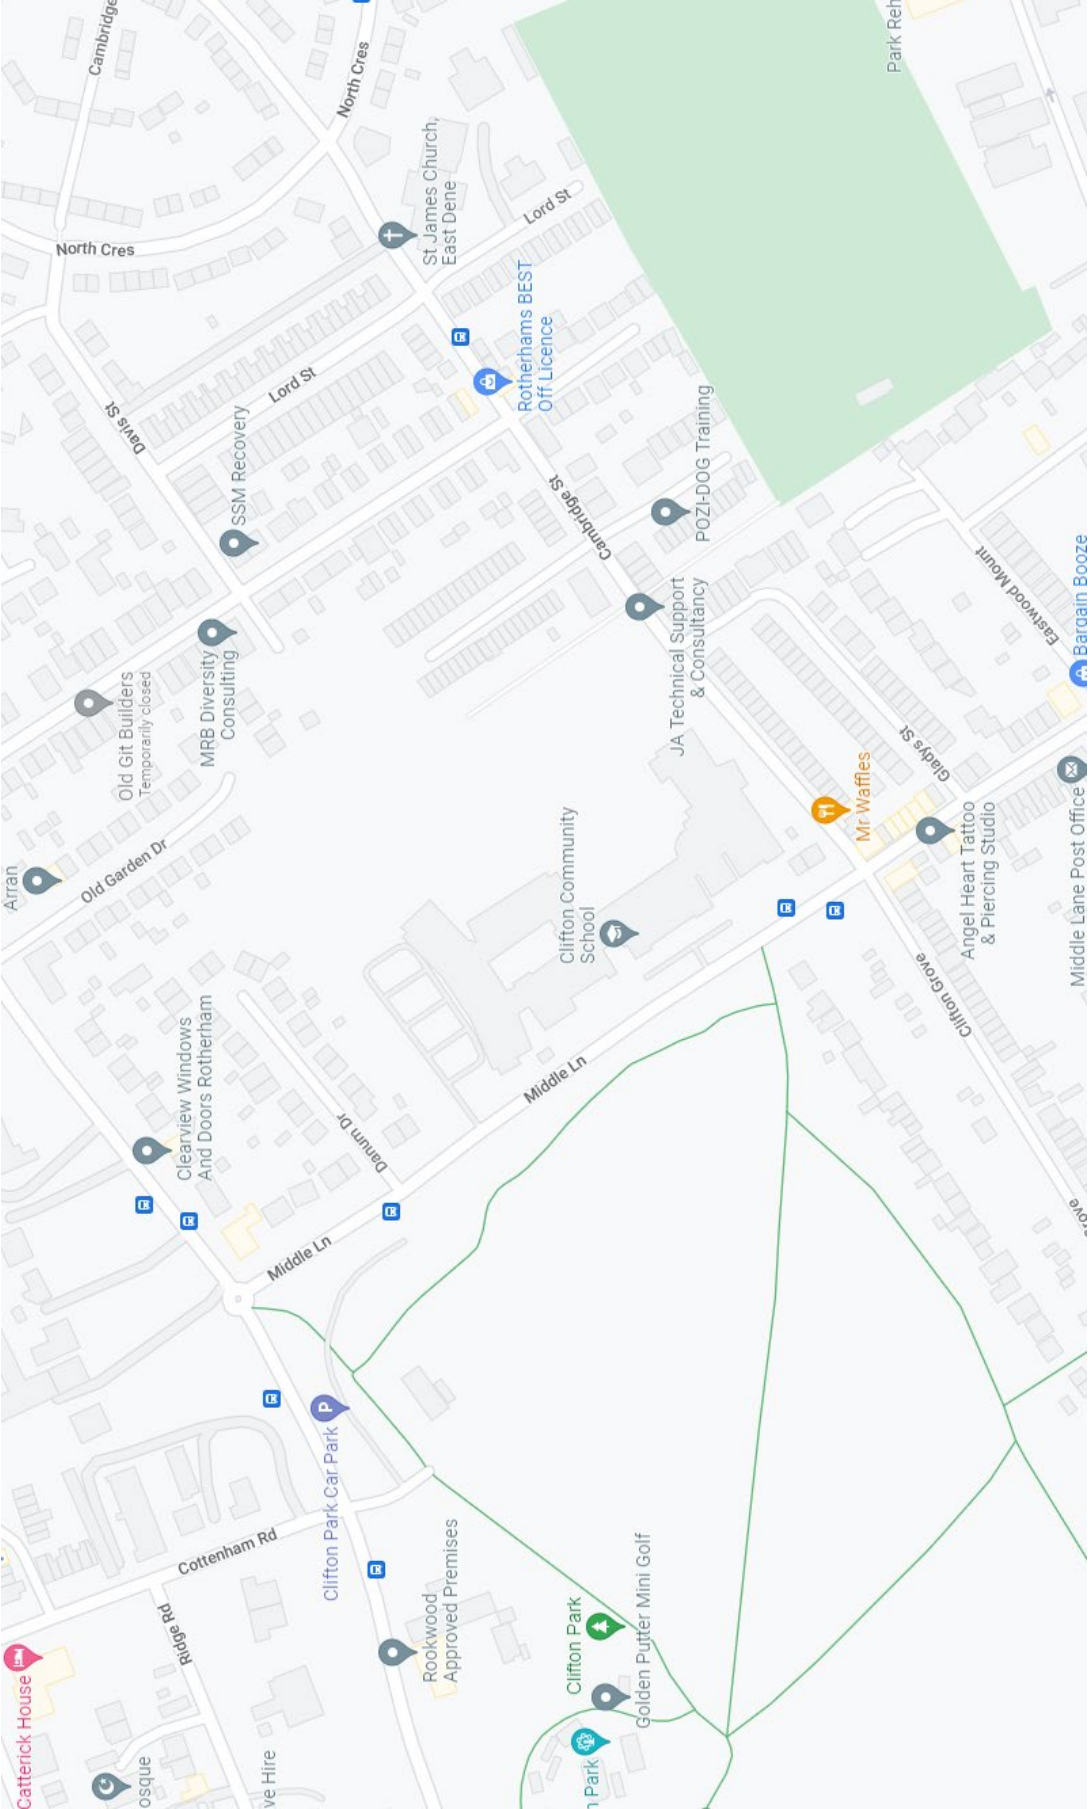 Cambridge
North Cres
North Cres
St James Church,
East Dene
Lord St
Park Reh
Rotherhams BEST
Off Licence
Lord St
Davis St
SSM Recovery
Cambridge St
POZI-DOG Training
Eastwood Mount
Bargain Booze
JA Technical Support
& Consultancy
MRB Diversity
Consulting
Old Git Builders
Temporarily closed
Gladys St
Mr Waffles
Angel Heart Tattoo
& Piercing Studio
Middle Lane Post Office
Arran
Old Garden Dr
Clifton Community
School
Clifton Grove
Clearview Windows
And Doors Rotherham
Middle Ln
Danum Dr
Middle Ln
ove
P
Clifton Park Car Park
Cottenham Rd
Ridge Rd
Rookwood
Approved Premises
Clifton Park
Golden Putter Mini Golf
Catterick House
osque
ve Hire
n Park